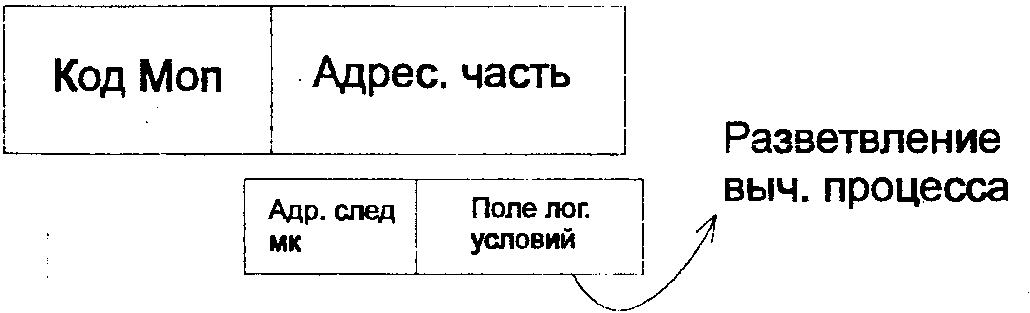 Код Моп
Адрес. часть
Разветвление
выч. процесса
Адр. след
мк
Поле лог.
условий